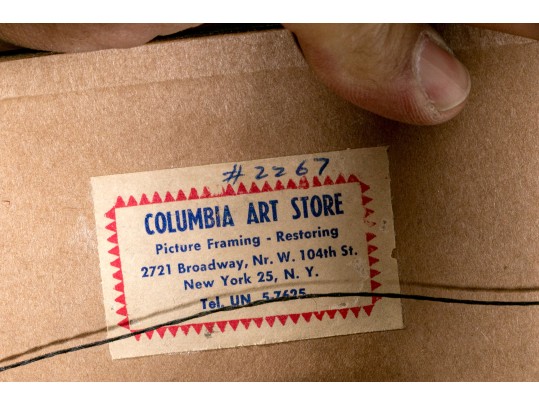 #2267
COLUMBIA ART STORE
Picture Framing - Restoring
2721 Broadway, Nr. W. 104th St.
New York 25, N. Y.
Tel. UN 5-7625